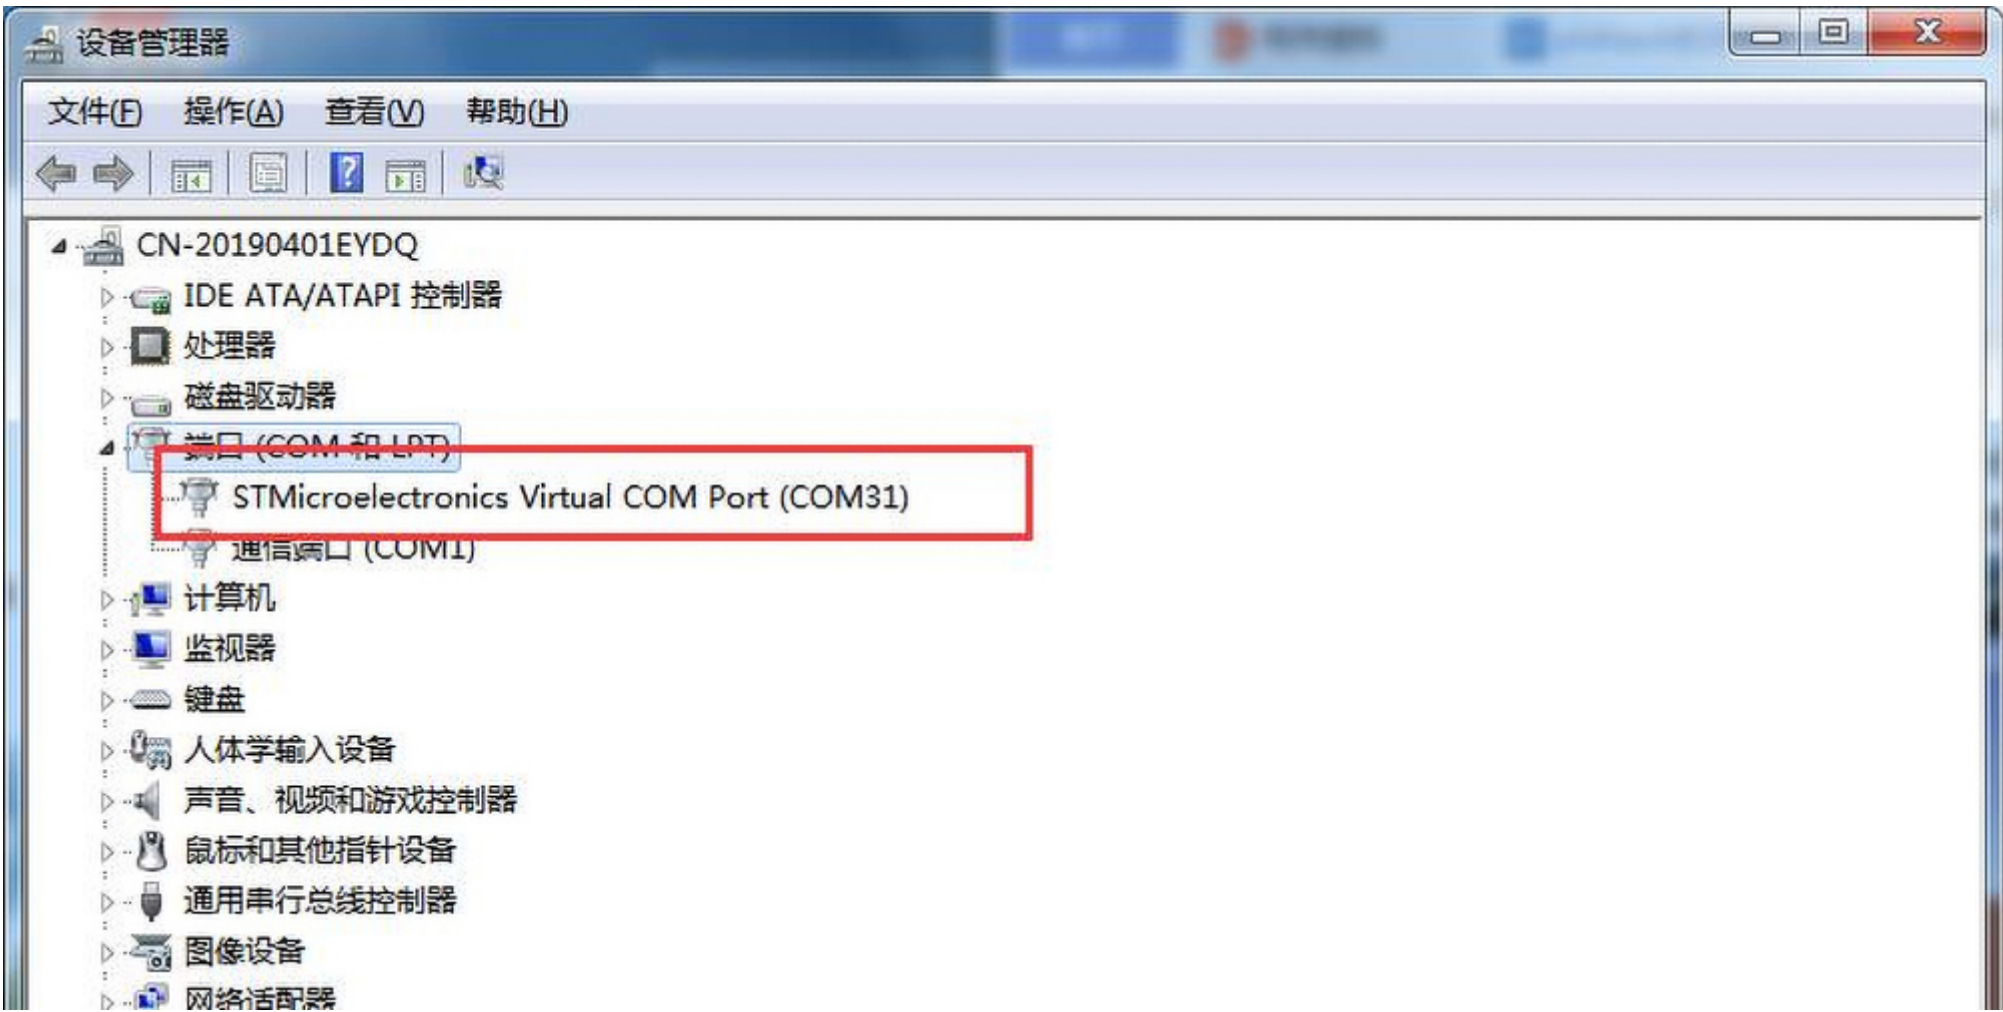 设备管理器
文件(F) 操作(A) 查看(V) 帮助(H)
CN-20190401EYDQ
IDE ATA/ATAPI 控制器
处理器
磁盘驱动器
端口 (COM 和 LPT)
STMicroelectronics Virtual COM Port (COM31)
通信端口 (COM1)
计算机
监视器
键盘
人体学输入设备
声音、视频和游戏控制器
鼠标和其他指针设备
通用串行总线控制器
图像设备
网络适配器